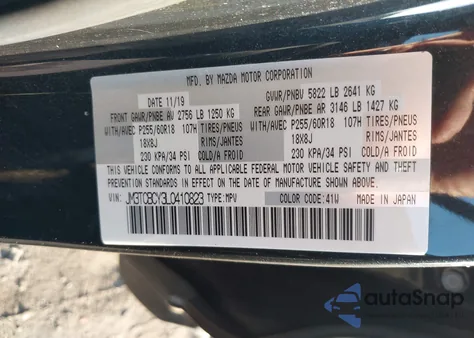 MFD. BY MAZDA MOTOR CORPORATION
DATE 11/19 GVWR/PNBV 5822 LB 2641 KG
FRONT GAWR/PNBE AV 2756 LB 1250 KG REAR GAWR/PNBE AR 3146 LB 1427 KG
WITH/AVEC P255/60R18 107H TIRES/PNEUS WITH/AVEC P255/60R18 107H TIRES/PNEUS
18X8J RIMS/JANTES 18X8J RIMS/JANTES
230 KPA/34 PSI COLD/A FROID 230 KPA/34 PSI COLD/A FROID
THIS VEHICLE CONFORMS TO ALL APPLICABLE FEDERAL MOTOR VEHICLE SAFETY, BUMPER,
AND THEFT PREVENTION STANDARDS IN EFFECT ON THE DATE OF MANUFACTURE SHOWN ABOVE.
VIN: JM3TCBCY3L0410823 TYPE:MPV COLOR CODE:41W MADE IN JAPAN
autoSnap